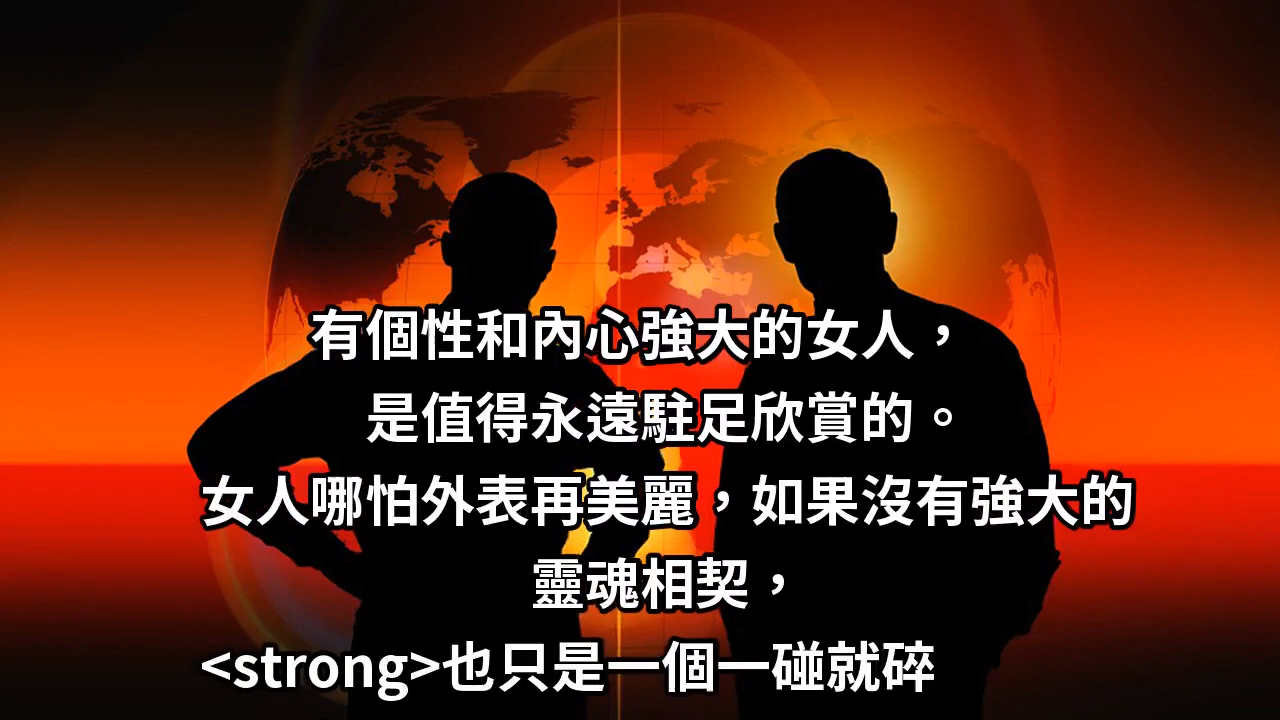 有個性和內心強大的女人，
是值得永遠駐足欣賞的。
女人哪怕外表再美麗，如果沒有強大的
靈魂相契，
<strong>也只是一個一碰就碎